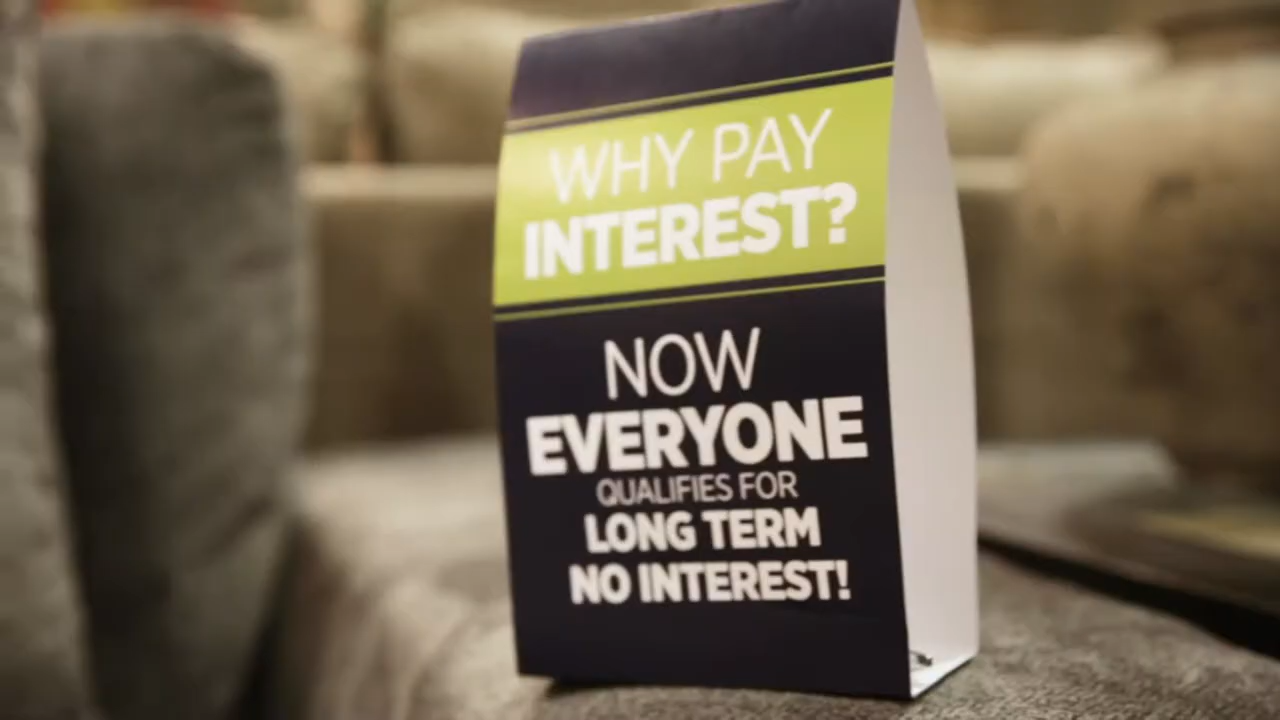 WHY PAY
INTEREST?
NOW
EVERYONE
QUALIFIES FOR
LONG TERM
NO INTEREST!